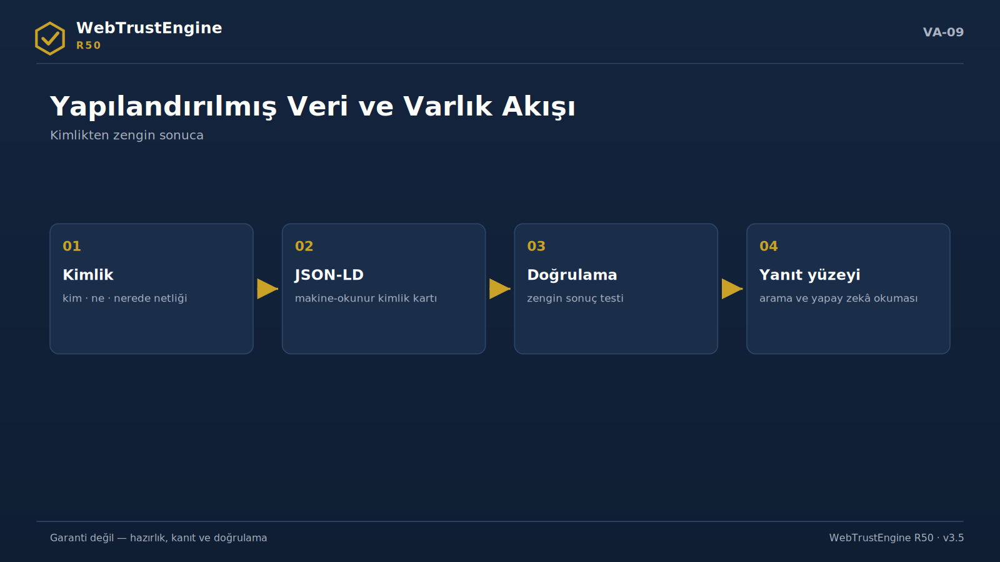 WebTrustEngine
R50
VA-09
Yapılandırılmış Veri ve Varlık Akışı
Kimlikten zengin sonuca
01
Kimlik
kim · ne · nerede netliği
02
JSON-LD
makine-okunur kimlik kartı
03
Doğrulama
zengin sonuç testi
04
Yanıt yüzeyi
arama ve yapay zekâ okuması
Garanti değil — hazırlık, kanıt ve doğrulama
WebTrustEngine R50 · v3.5